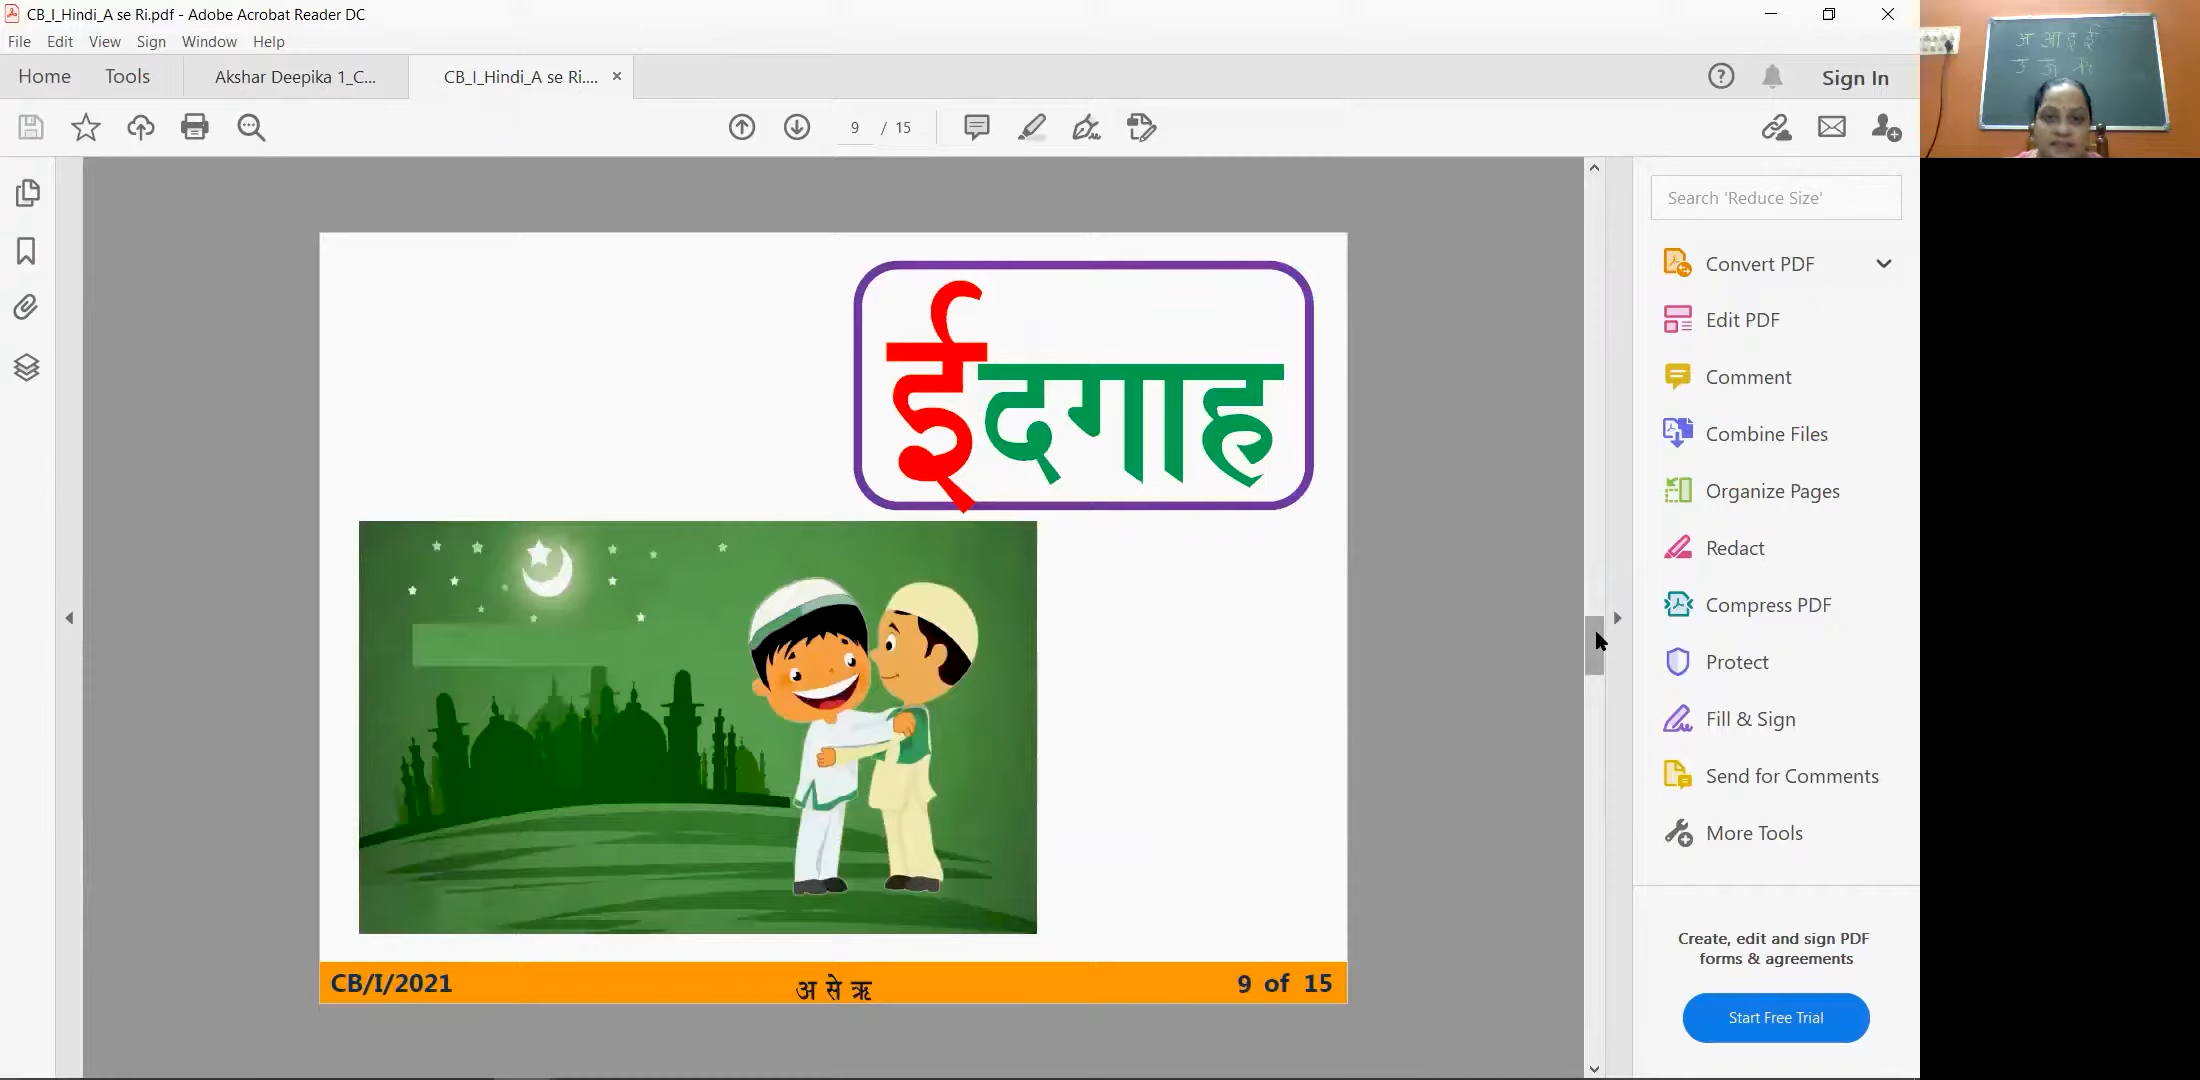 CB_I_Hindi_A se Ri.pdf - Adobe Acrobat Reader DC
File Edit View Sign Window Help
Home Tools Akshar Deepika 1_C... CB_I_Hindi_A se Ri.... × Sign In
9 / 15
Search 'Reduce Size'
Convert PDF
Edit PDF
Comment
Combine Files
Organize Pages
Redact
Compress PDF
Protect
Fill & Sign
Send for Comments
More Tools
Create, edit and sign PDF
forms & agreements
Start Free Trial
ईदगाह
CB/I/2021 अ से ऋ 9 of 15
अ आ इ ई
उ ऊ ऋ